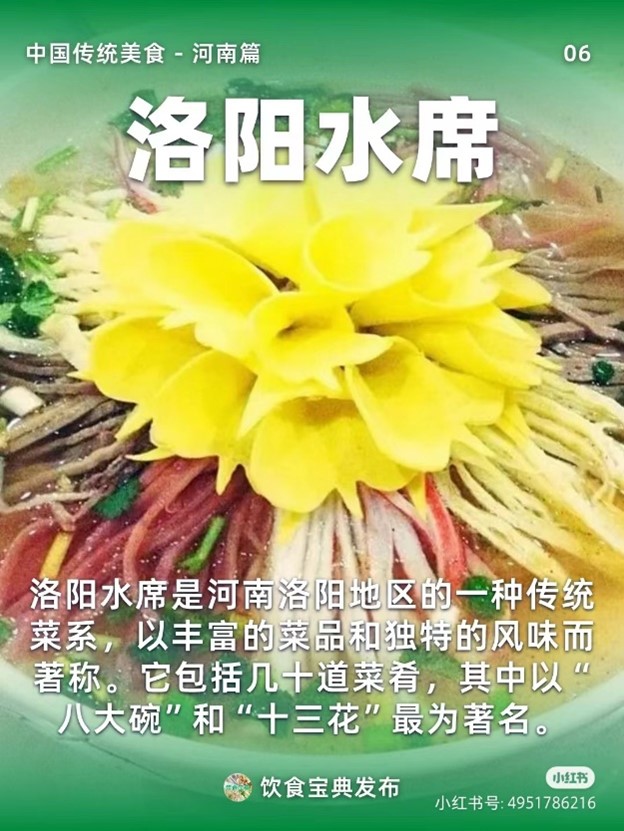 中国传统美食 - 河南篇
06
洛阳水席
洛阳水席是河南洛阳地区的一种传统
菜系，以丰富的菜品和独特的风味而
著称。它包括几十道菜肴，其中以“
八大碗”和“十三花”最为著名。
饮食宝典发布
小红书
小红书号: 4951786216